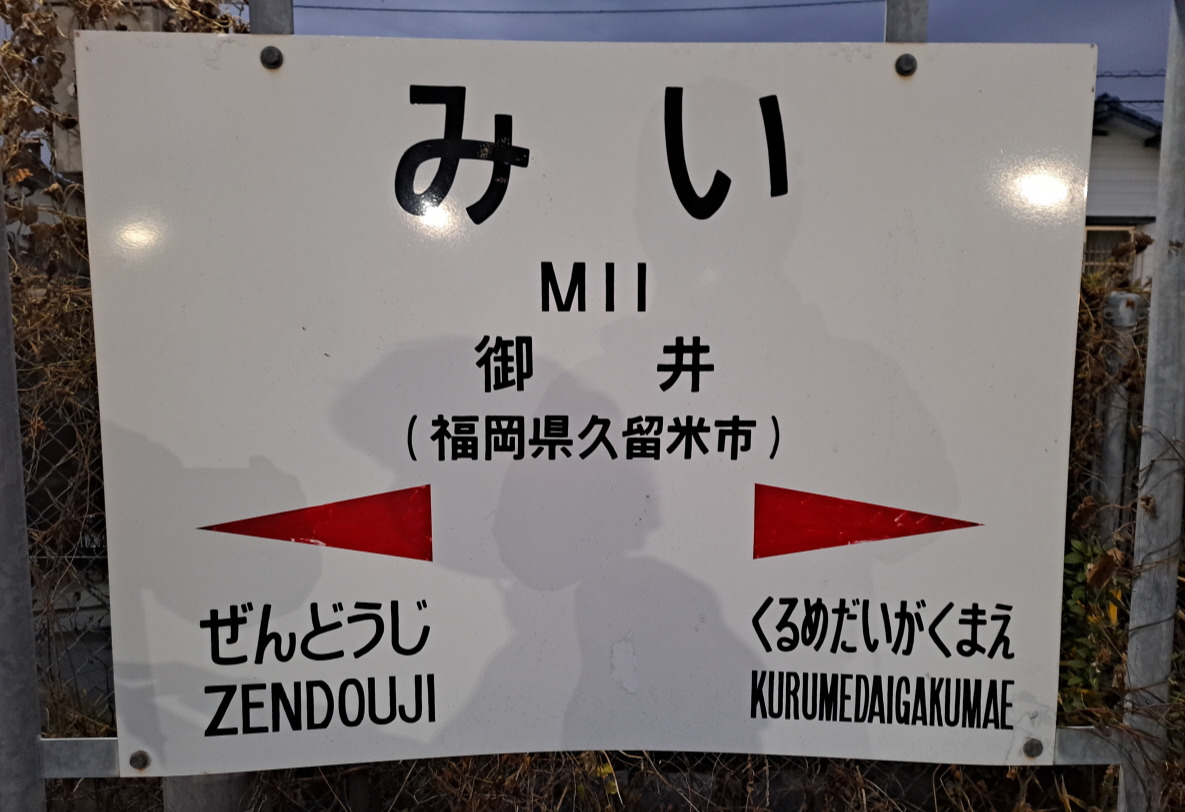 みい
MII
御井
(福岡県久留米市)
ぜんどうじ くるめだいがくまえ
ZENDOUJI KURUMEDAIGAKUMAE